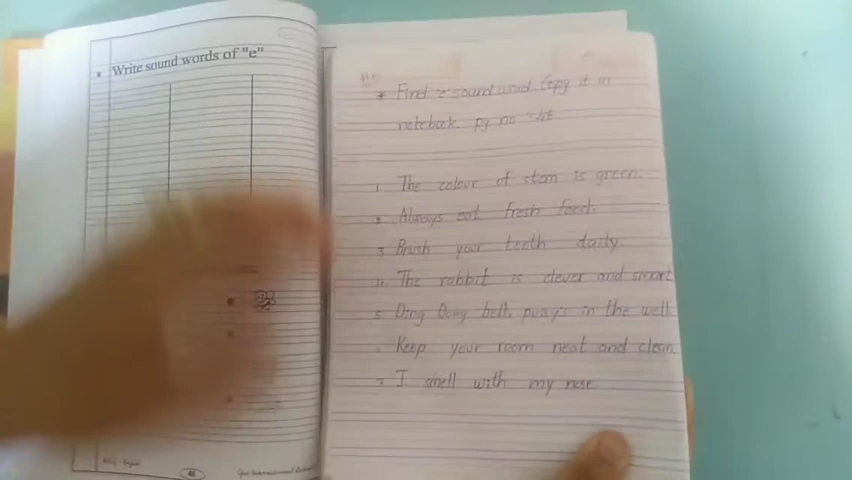 Write sound words of "e"
* Find 'e' sound word. Copy it in
notebook. pg no
1. The colour of stem is green.
2. Always eat fresh food.
3. Brush your teeth daily.
4. The rabbit is clever and smart.
5. Ding Dong bell, pussy's in the well.
Keep your room neat and clean.
7. I smell with my nose